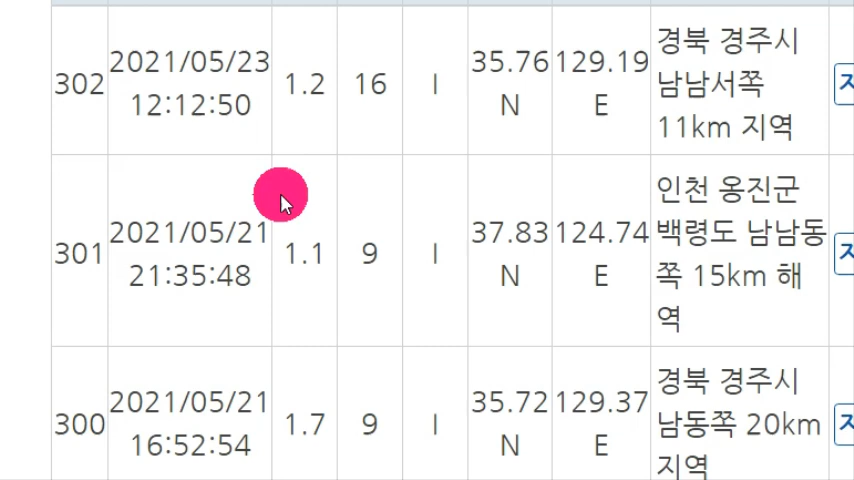 302 2021/05/23 12:12:50 1.2 16 I 35.76 N 129.19 E 경북 경주시 남남서쪽 11km 지역
301 2021/05/21 21:35:48 1.1 9 I 37.83 N 124.74 E 인천 옹진군 백령도 남남동쪽 15km 해역
300 2021/05/21 16:52:54 1.7 9 I 35.72 N 129.37 E 경북 경주시 남동쪽 20km 지역